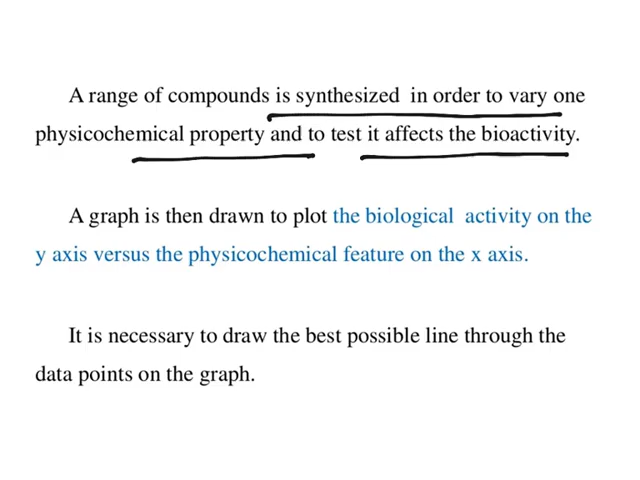 A range of compounds is synthesized in order to vary one
physicochemical property and to test it affects the bioactivity.
A graph is then drawn to plot the biological activity on the
y axis versus the physicochemical feature on the x axis.
It is necessary to draw the best possible line through the
data points on the graph.